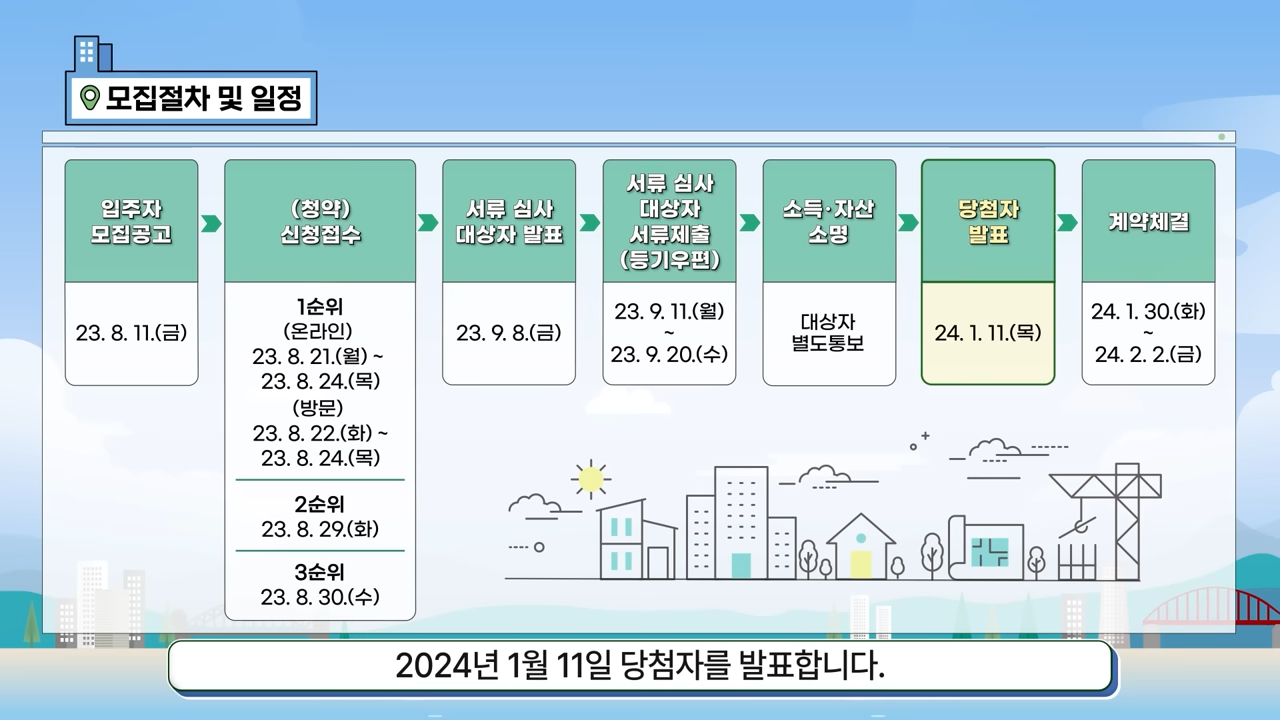 모집절차 및 일정
입주자
모집공고
23. 8. 11.(금)
(청약)
신청접수
1순위
(온라인)
23. 8. 21.(월) ~
23. 8. 24.(목)
(방문)
23. 8. 22.(화) ~
23. 8. 24.(목)
2순위
23. 8. 29.(화)
3순위
23. 8. 30.(수)
서류 심사
대상자 발표
23. 9. 8.(금)
서류 심사
대상자
서류제출
(등기우편)
23. 9. 11.(월)
~
23. 9. 20.(수)
소득·자산
소명
대상자
별도통보
당첨자
발표
24. 1. 11.(목)
계약체결
24. 1. 30.(화)
~
24. 2. 2.(금)
2024년 1월 11일 당첨자를 발표합니다.